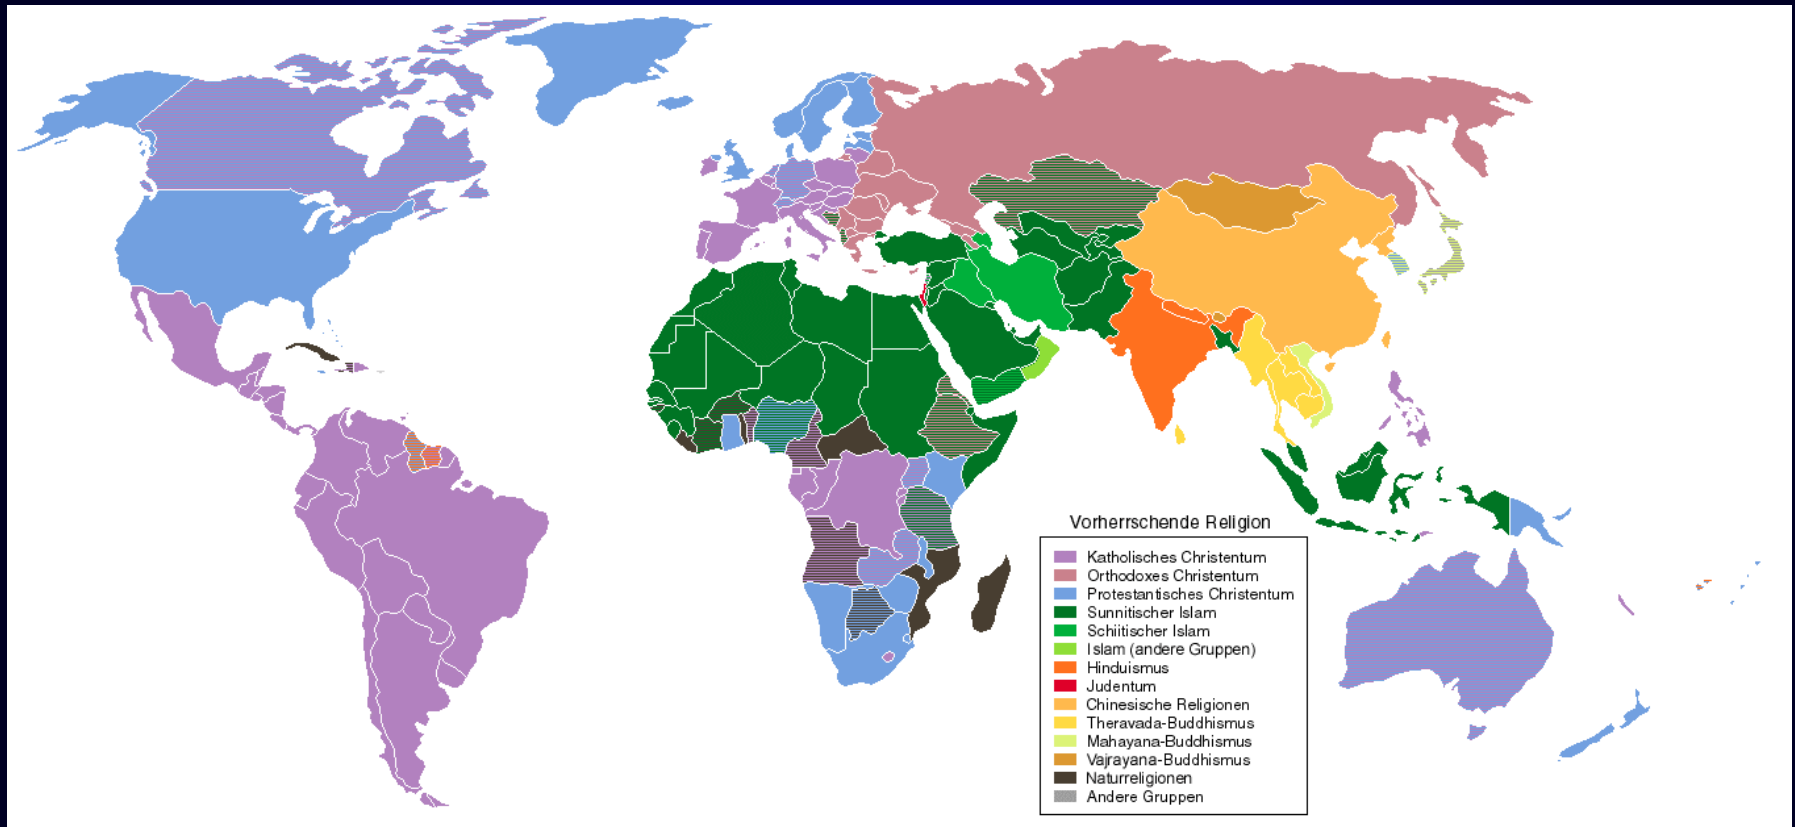 Vorherrschende Religion
Katholisches Christentum
Orthodoxes Christentum
Protestantisches Christentum
Sunnitischer Islam
Schiitischer Islam
Islam (andere Gruppen)
Hinduismus
Judentum
Chinesische Religionen
Theravada-Buddhismus
Mahayana-Buddhismus
Vajrayana-Buddhismus
Naturreligionen
Andere Gruppen